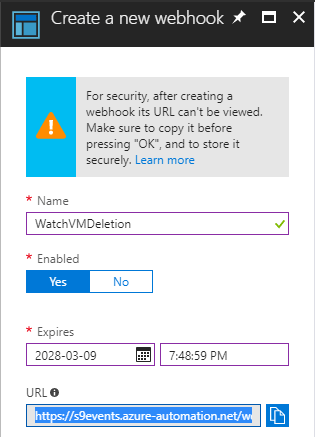 Create a new webhook
For security, after creating a
webhook its URL can't be viewed.
Make sure to copy it before
pressing "OK", and to store it
securely. Learn more
* Name
WatchVMDeletion
* Enabled
Yes No
* Expires
2028-03-09 7:48:59 PM
URL
https://s9events.azure-automation.net/we